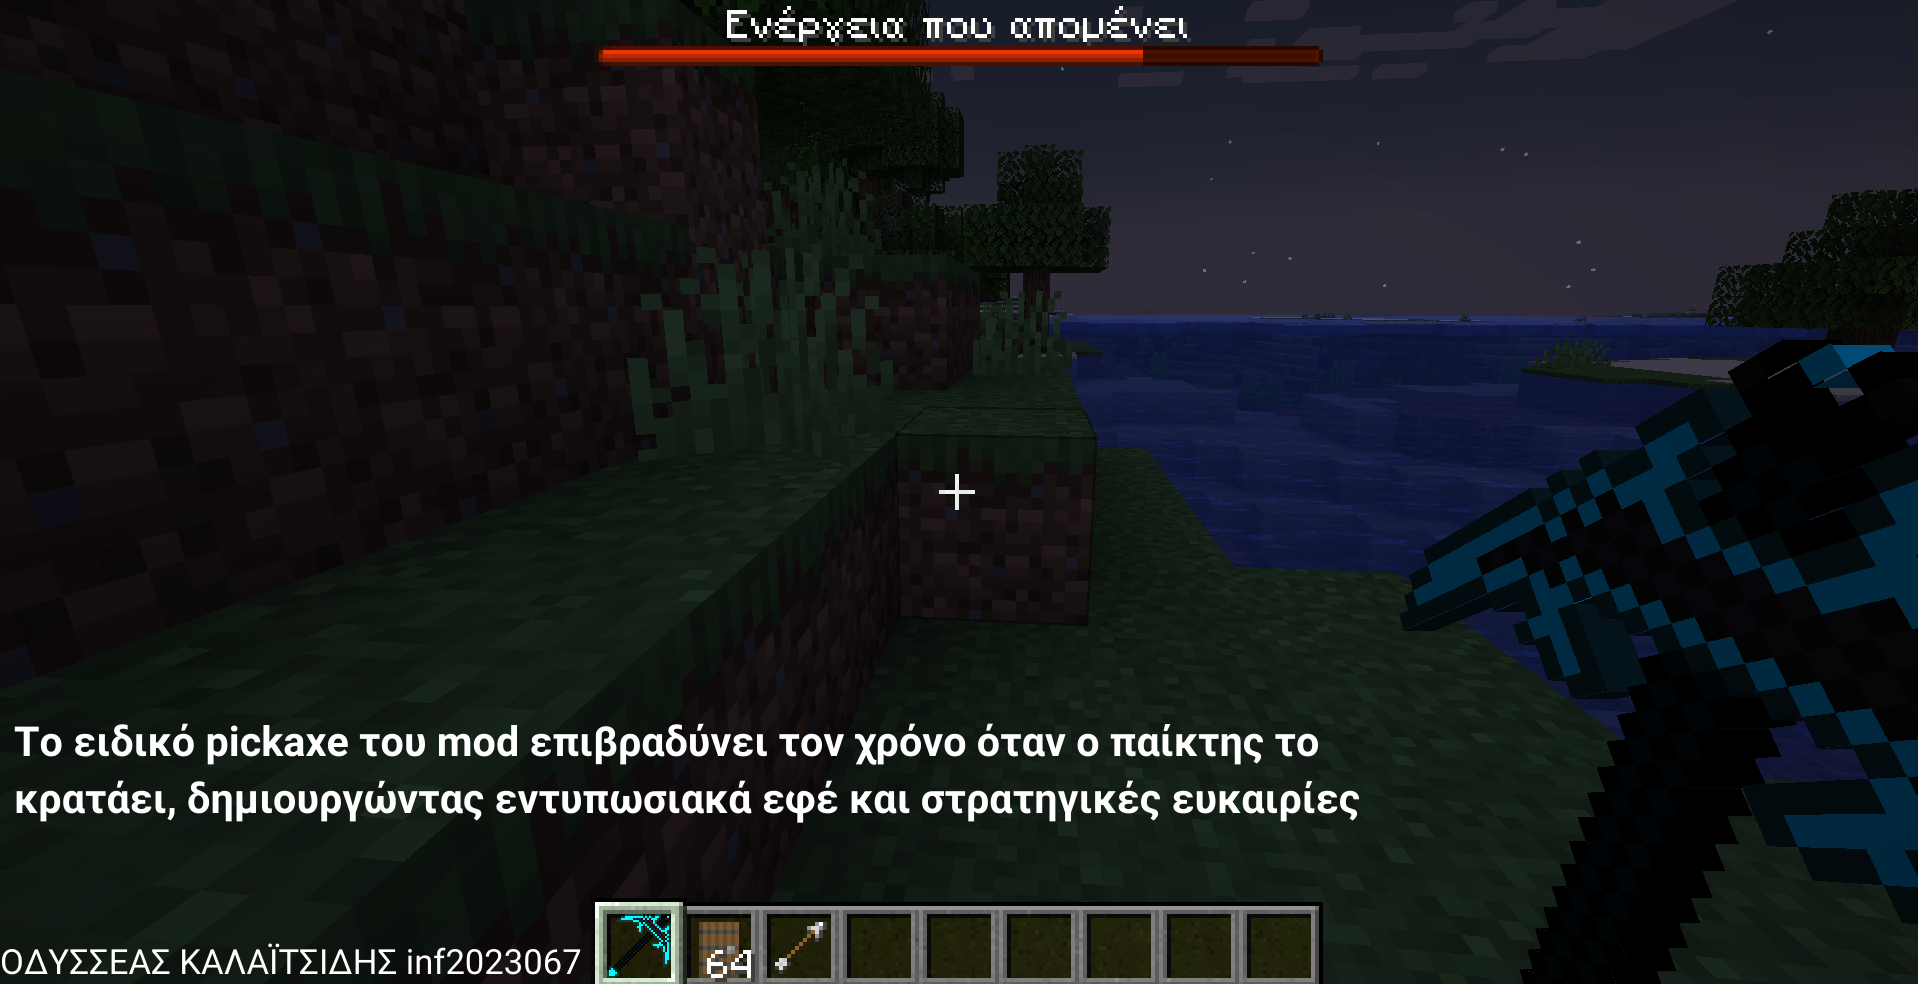 Ενέργεια που απομένει
Το ειδικό pickaxe του mod επιβραδύνει τον χρόνο όταν ο παίκτης το
κρατάει, δημιουργώντας εντυπωσιακά εφέ και στρατηγικές ευκαιρίες
ΟΔΥΣΣΕΑΣ ΚΑΛΑΪΤΣΙΔΗΣ inf2023067
64